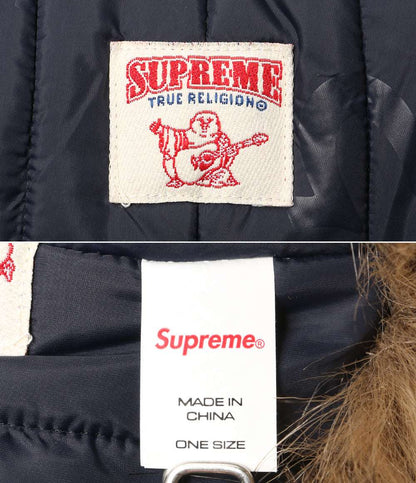 SUPREME
TRUE RELIGION©
Supreme®
MADE IN
CHINA
ONE SIZE